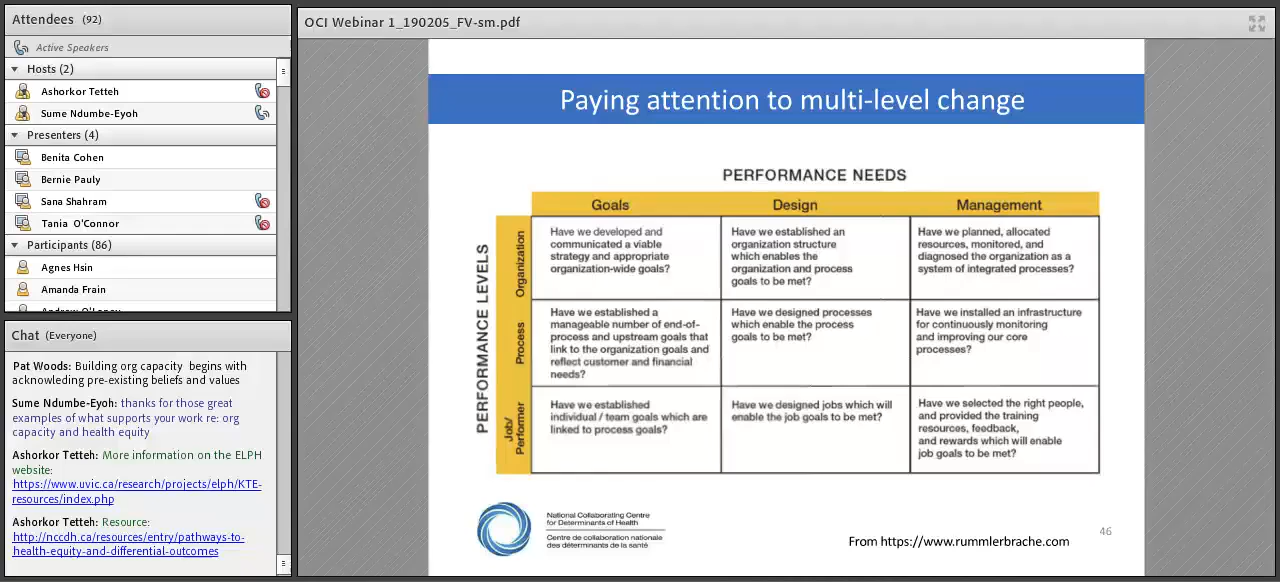 Attendees (92)
Active Speakers
Hosts (2)
Ashorkor Tetteh
Sume Ndumbe-Eyoh
Presenters (4)
Benita Cohen
Bernie Pauly
Sana Shahram
Tania O'Connor
Participants (86)
Agnes Hsin
Amanda Frain
Chat (Everyone)
Pat Woods: Building org capacity begins with
acknowleding pre-existing beliefs and values
Sume Ndumbe-Eyoh: thanks for those great
examples of what supports your work re: org
capacity and health equity
Ashorkor Tetteh: More information on the ELPH
website:
https://www.uvic.ca/research/projects/elph/KTE-
resources/index.php
Ashorkor Tetteh: Resource:
http://nccdh.ca/resources/entry/pathways-to-
health-equity-and-differential-outcomes
OCI Webinar 1_190205_FV-sm.pdf
Paying attention to multi-level change
PERFORMANCE NEEDS
Goals
Design
Management
PERFORMANCE LEVELS
Organization
Have we developed and
communicated a viable
strategy and appropriate
organization-wide goals?
Have we established an
organization structure
which enables the
organization and process
goals to be met?
Have we planned, allocated
resources, monitored, and
diagnosed the organization as a
system of integrated processes?
Process
Have we established a
manageable number of end-of-
process and upstream goals that
link to the organization goals and
reflect customer and financial
needs?
Have we designed processes
which enable the process
goals to be met?
Have we installed an infrastructure
for continuously monitoring
and improving our core
processes?
Job/
Performer
Have we established
individual / team goals which are
linked to process goals?
Have we designed jobs which will
enable the job goals to be met?
Have we selected the right people,
and provided the training
resources, feedback,
and rewards which will enable
job goals to be met?
National Collaborating Centre
for Determinants of Health
Centre de collaboration nationale
des déterminants de la santé
From https://www.rummlerbrache.com
46